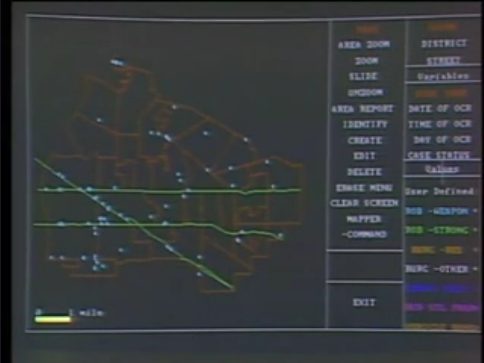 AREA ZOOM
ZOOM
SLIDE
UNZOOM
AREA REPORT
IDENTIFY
CREATE
EDIT
DELETE
ERASE MENU
CLEAR SCREEN
MAPPER
-COMMAND
EXIT
DISTRICT
STREET
Variables
DATE OF OCR
TIME OF OCR
DAY OF OCR
CASE STATUS
Values
User Defined
ROB -WEAPON
ROB -STRONG
BURG -RES
BURG -OTHER
0 1 mile